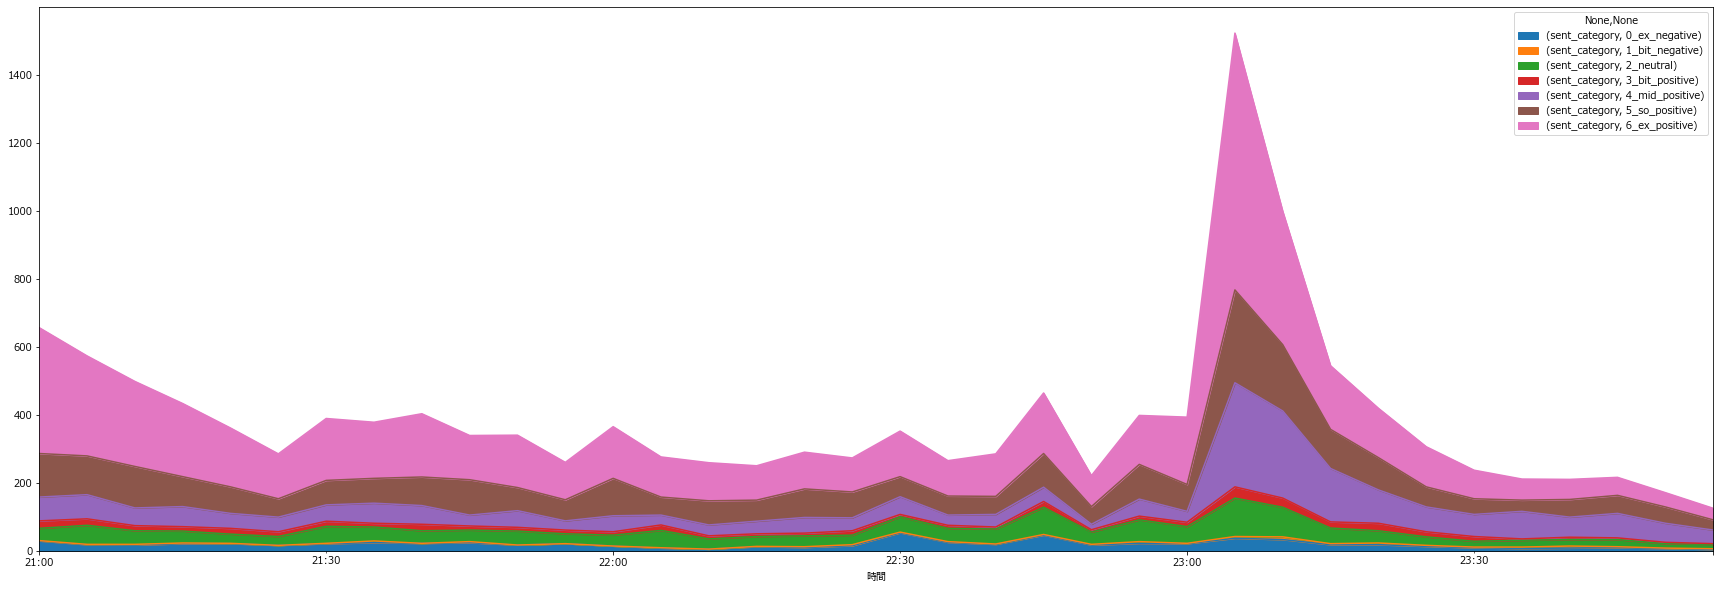 None,None
(sent_category, 0_ex_negative)
(sent_category, 1_bit_negative)
(sent_category, 2_neutral)
(sent_category, 3_bit_positive)
(sent_category, 4_mid_positive)
(sent_category, 5_so_positive)
(sent_category, 6_ex_positive)
1400
1200
1000
800
600
400
200
0
21:00 21:30 22:00 22:30 23:00 23:30
時間